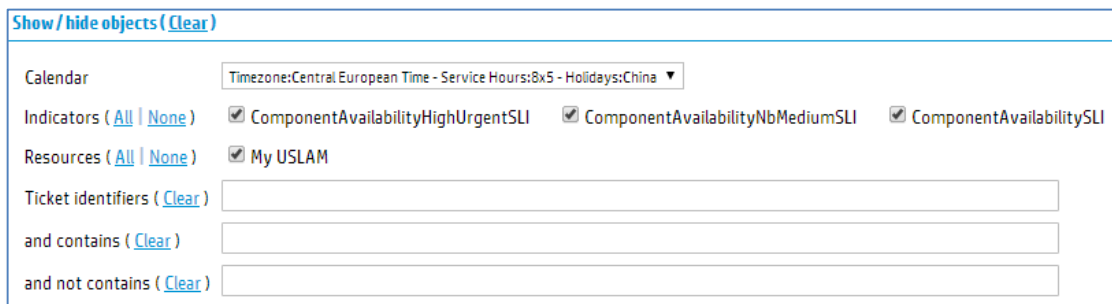 Show / hide objects ( Clear )
Calendar Timezone:Central European Time - Service Hours:8x5 - Holidays:China
Indicators ( All | None ) ComponentAvailabilityHighUrgentSLI ComponentAvailabilityNbMediumSLI ComponentAvailabilitySLI
Resources ( All | None ) My USLAM
Ticket identifiers ( Clear )
and contains ( Clear )
and not contains ( Clear )